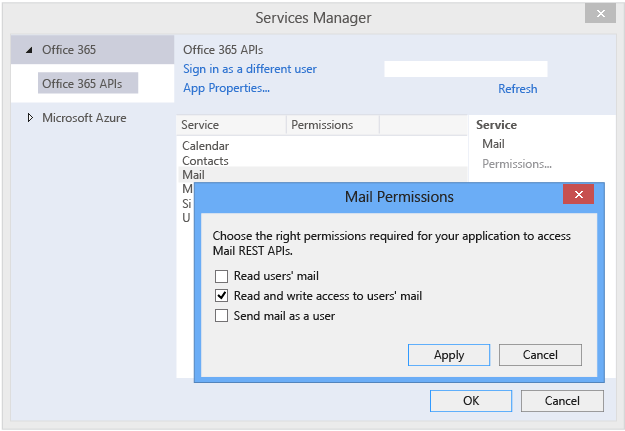 Services Manager
Office 365
Office 365 APIs
Microsoft Azure
Office 365 APIs
Sign in as a different user
App Properties...
Refresh
Service Permissions
Calendar
Contacts
Mail
M
Si
U
Service
Mail
Permissions...
Mail Permissions
Choose the right permissions required for your application to access
Mail REST APIs.
Read users' mail
Read and write access to users' mail
Send mail as a user
Apply Cancel
OK Cancel